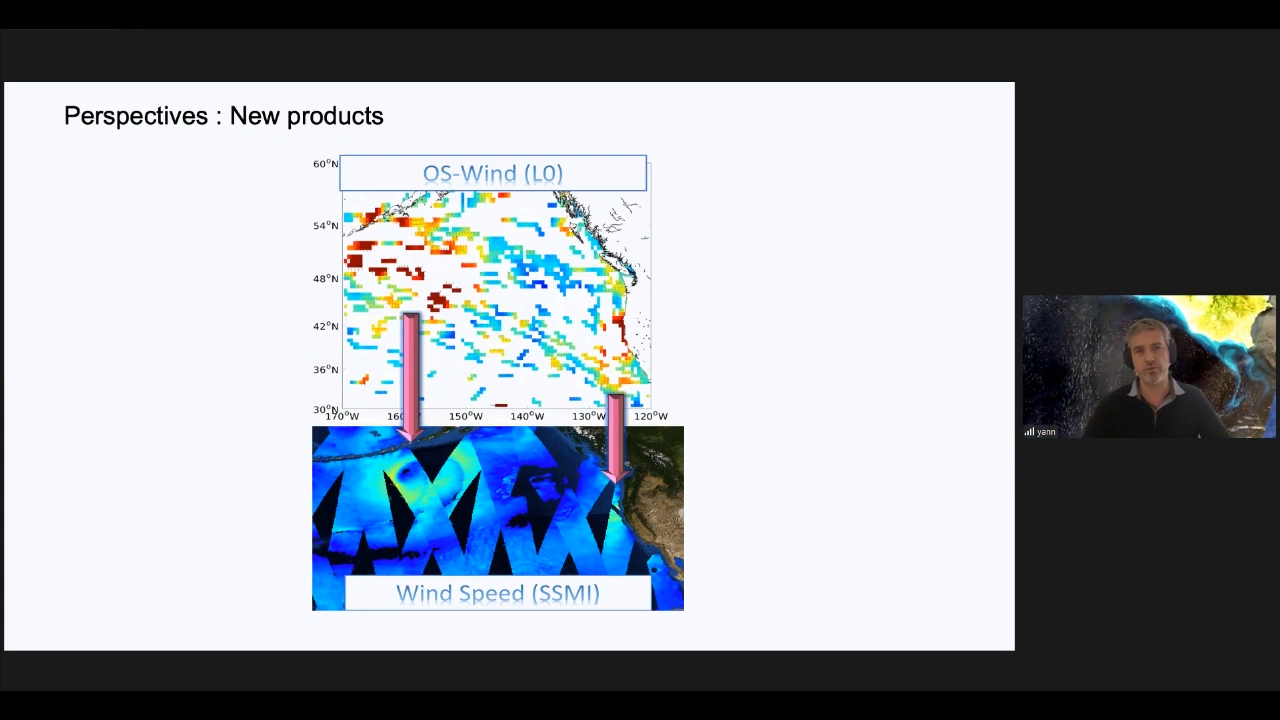 Perspectives : New products
OS-Wind (L0)
60°N
54°N
48°N
42°N
36°N
30°N
170°W
150°W
140°W
130°W
120°W
Wind Speed (SSMI)
yann